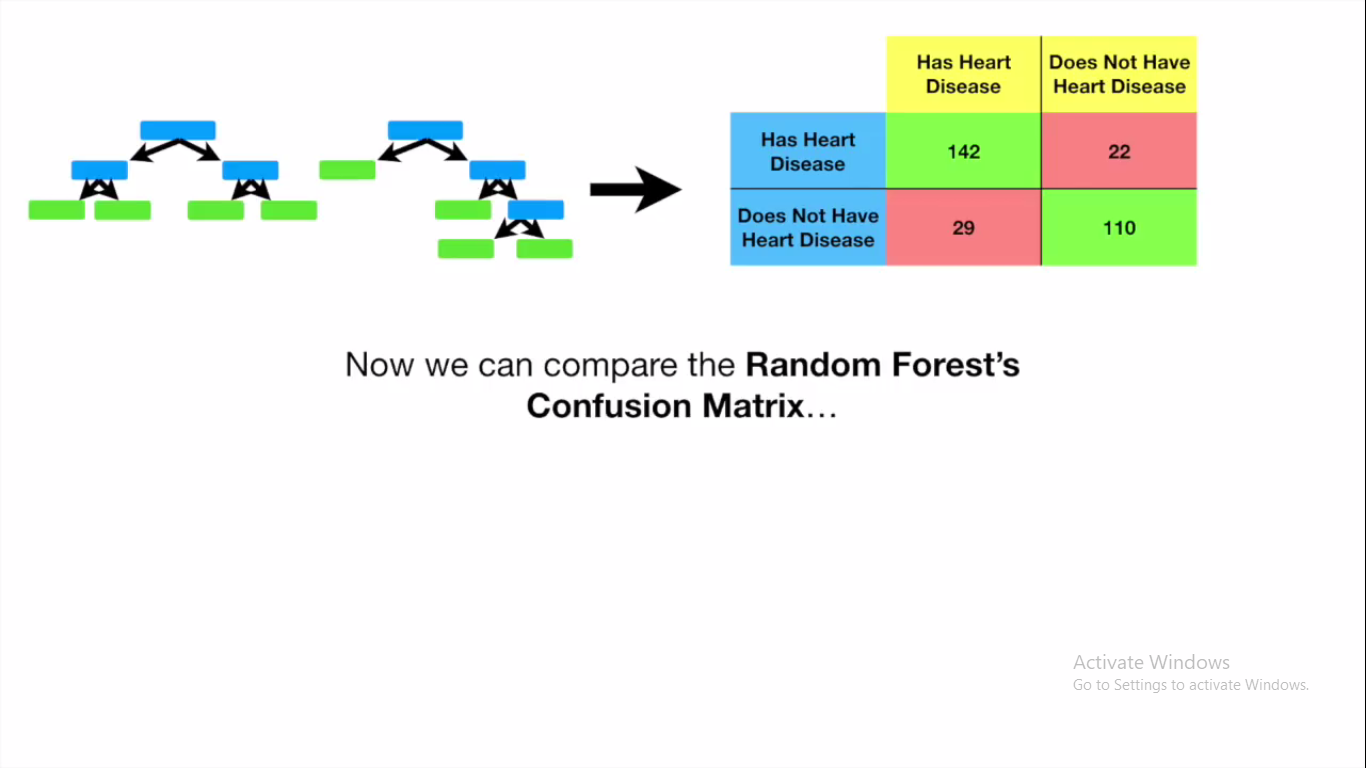 Has Heart
Disease
Does Not Have
Heart Disease
Has Heart
Disease
142
22
Does Not Have
Heart Disease
29
110
Now we can compare the Random Forest’s
Confusion Matrix…
Activate Windows
Go to Settings to activate Windows.